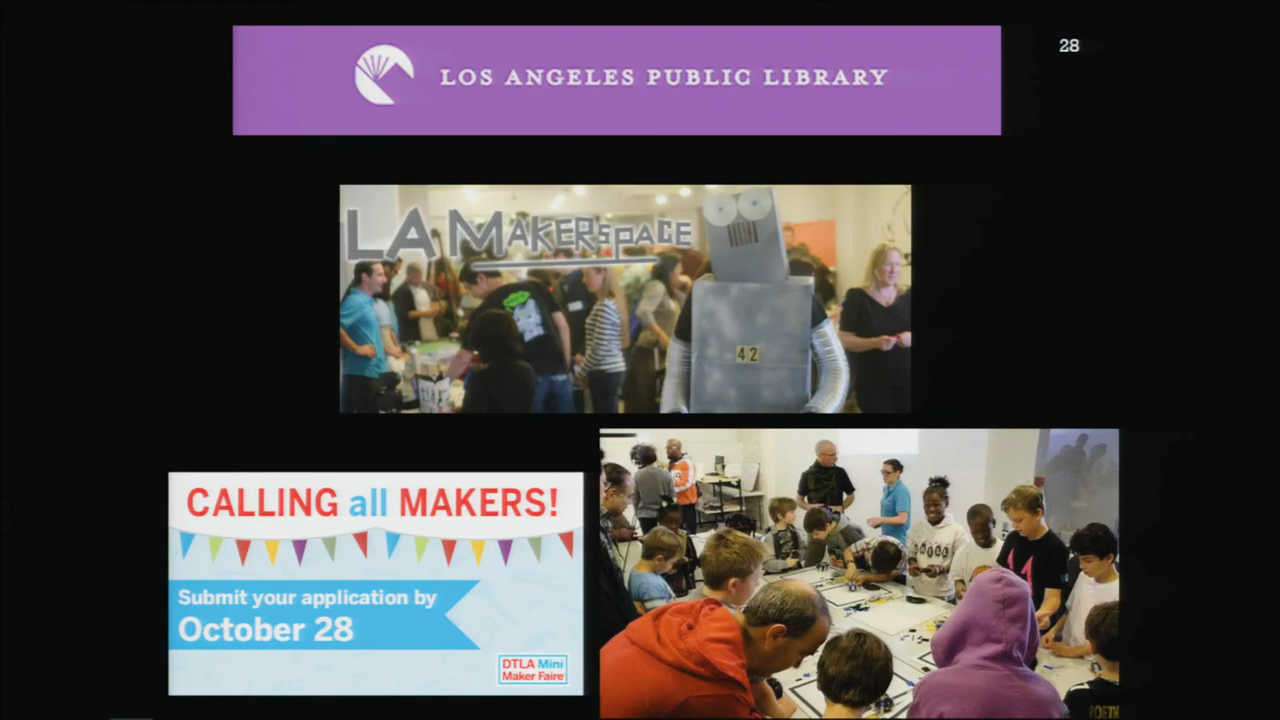 28
LOS ANGELES PUBLIC LIBRARY
LA MAKERSPACE
42
CALLING all MAKERS!
Submit your application by
October 28
DTLA Mini
Maker Faire